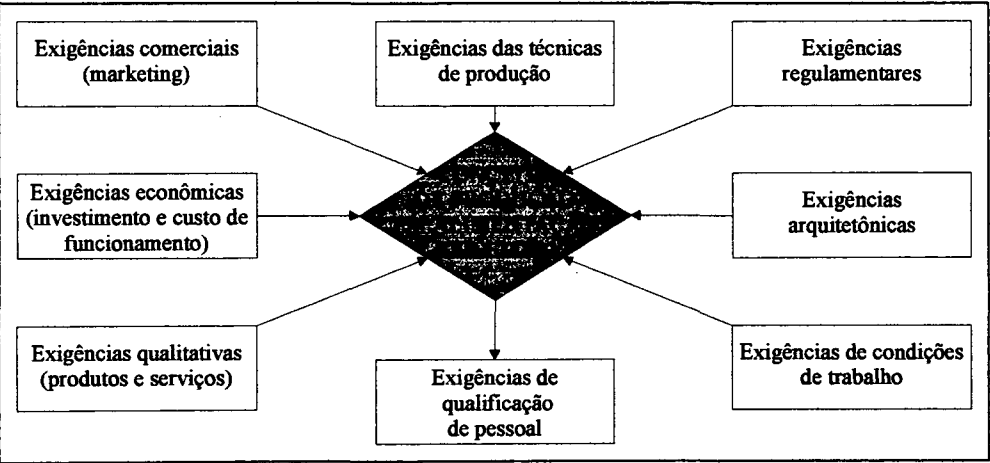 Exigências comerciais
(marketing)
Exigências das técnicas
de produção
Exigências
regulamentares
Exigências econômicas
(investimento e custo de
funcionamento)
Exigências
arquitetônicas
Exigências qualitativas
(produtos e serviços)
Exigências de
qualificação
de pessoal
Exigências de condições
de trabalho